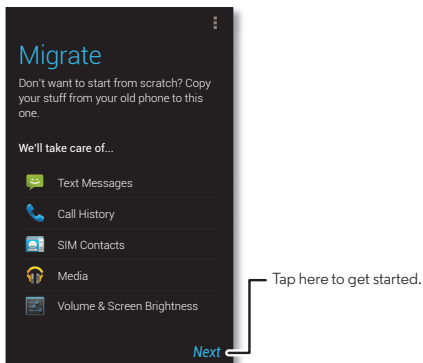 Migrate
Don't want to start from scratch? Copy
your stuff from your old phone to this
one.
We'll take care of...
Text Messages
Call History
SIM Contacts
Media
Volume & Screen Brightness
Next
Tap here to get started.